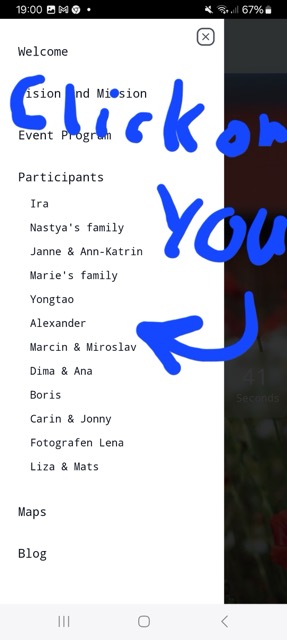 19:00
67%
Welcome
Vision and Mission
Event Program
Click on
Participants
Ira
YOU
Nastya's family
Janne & Ann-Katrin
Marie's family
Yongtao
Alexander
Marcin & Miroslav
Dima & Ana
41
Boris
Seconds
Carin & Jonny
Fotografen Lena
Liza & Mats
Maps
Blog